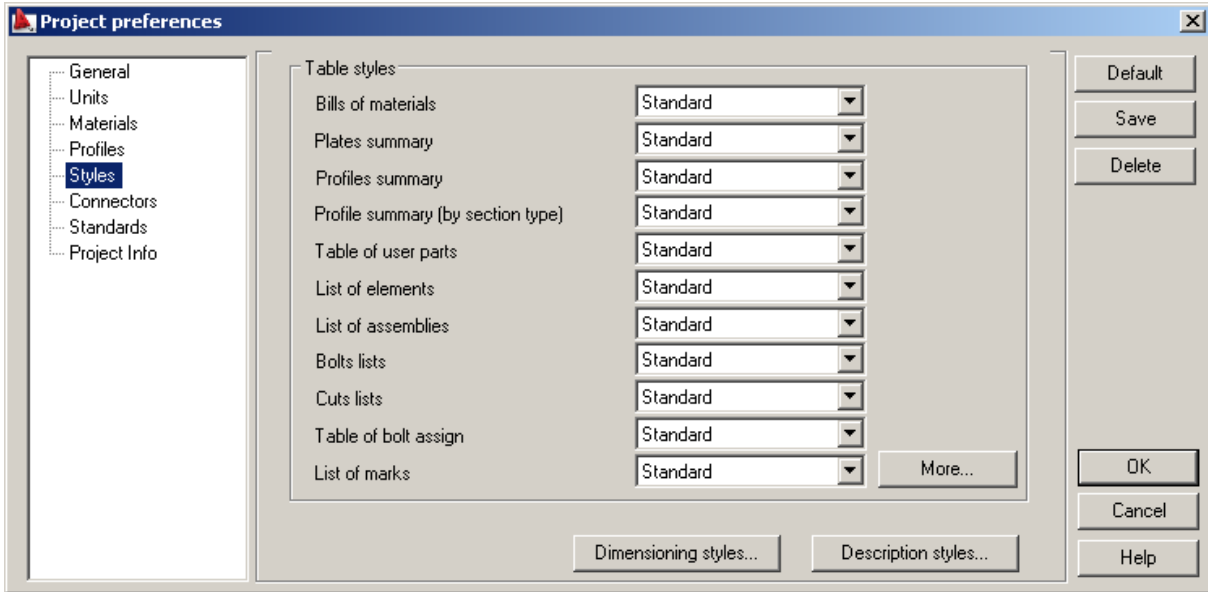 Project preferences
General
Units
Materials
Profiles
Styles
Connectors
Standards
Project Info
Table styles
Bills of materials Standard
Plates summary Standard
Profiles summary Standard
Profile summary (by section type) Standard
Table of user parts Standard
List of elements Standard
List of assemblies Standard
Bolts lists Standard
Cuts lists Standard
Table of bolt assign Standard
List of marks Standard More...
Dimensioning styles... Description styles...
Default
Save
Delete
OK
Cancel
Help